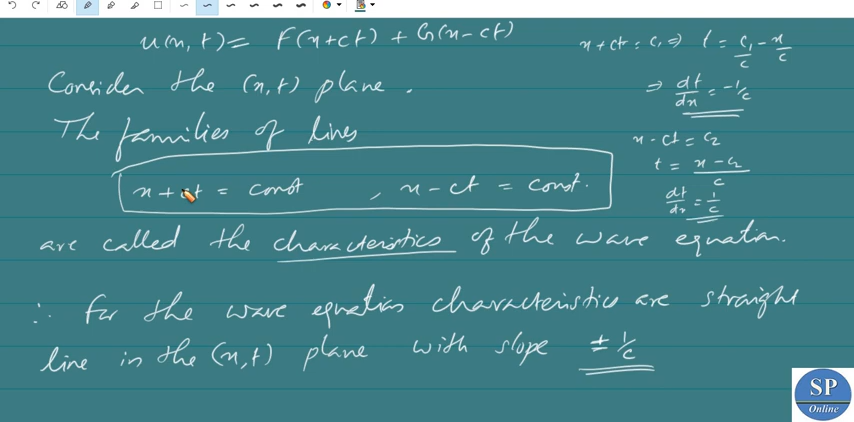 u(x, t) = F(x+ct) + G(x-ct)
Consider the (x,t) plane.
The families of lines
x + ct = const , x - ct = const.
are called the characteristics of the wave equation.
∴ For the wave equation characteristics are straight
line in the (x,t) plane with slope ± 1/c
x + ct = c₁ ⇒ t = c₁/c - x/c
⇒ dt/dx = -1/c
x - ct = c₂
t = (x - c₂)/c
dt/dx = 1/c
SP
Online